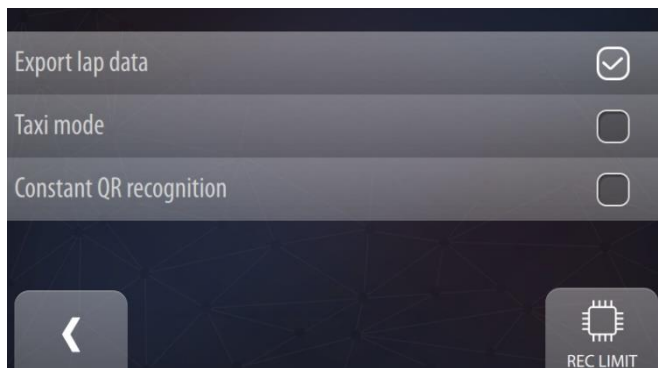 Export lap data
Taxi mode
Constant QR recognition
REC LIMIT